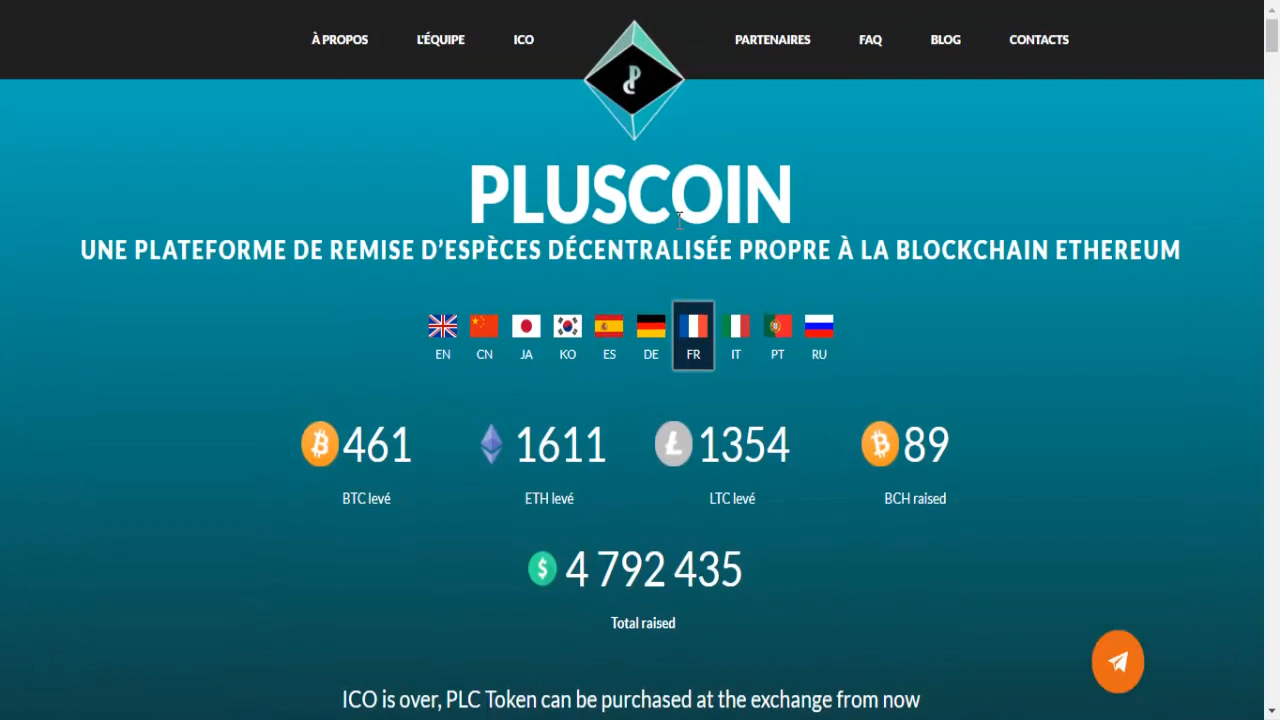 À PROPOS L'ÉQUIPE ICO PARTENAIRES FAQ BLOG CONTACTS
PLUSCOIN
UNE PLATEFORME DE REMISE D’ESPÈCES DÉCENTRALISÉE PROPRE À LA BLOCKCHAIN ETHEREUM
EN CN JA KO ES DE FR IT PT RU
461 1611 1354 89
BTC levé ETH levé LTC levé BCH raised
$ 4 792 435
Total raised
ICO is over, PLC Token can be purchased at the exchange from now